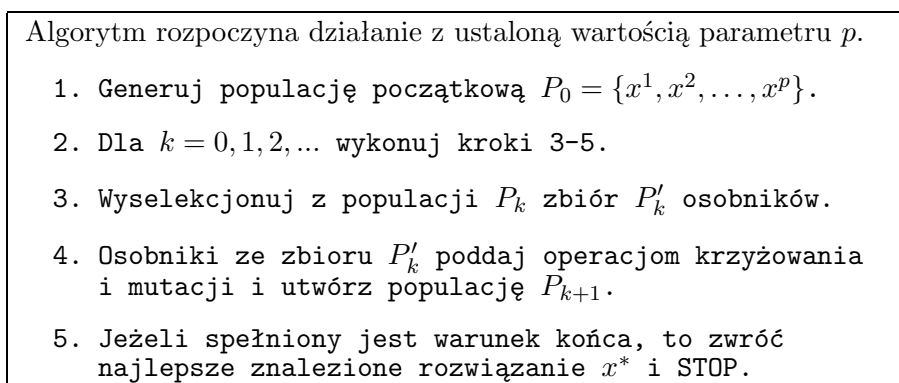 Algorytm rozpoczyna działanie z ustaloną wartością parametru p.
1. Generuj populację początkową P₀ = {x¹, x², . . . , xᵖ}.
2. Dla k = 0, 1, 2, ... wykonuj kroki 3-5.
3. Wyselekcjonuj z populacji Pₖ zbiór P′ₖ osobników.
4. Osobniki ze zbioru P′ₖ poddaj operacjom krzyżowania
i mutacji i utwórz populację Pₖ₊₁.
5. Jeżeli spełniony jest warunek końca, to zwróć
najlepsze znalezione rozwiązanie x* i STOP.